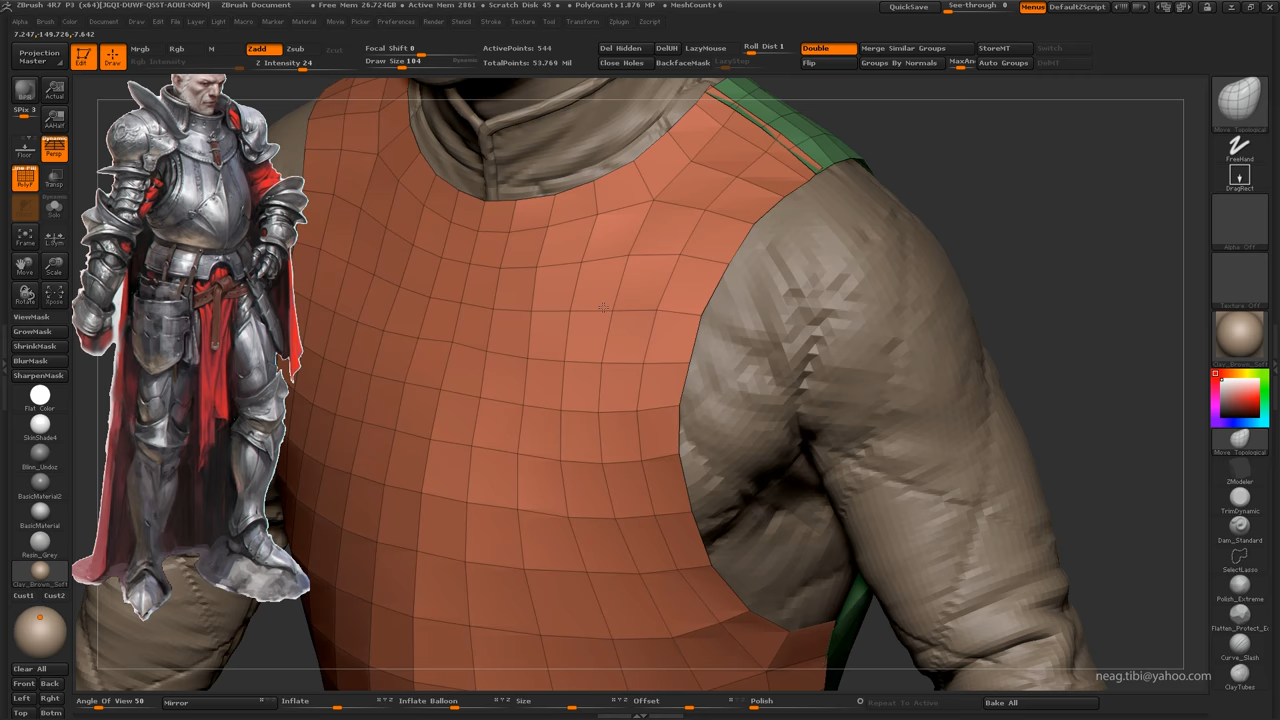 ZBrush 4R7 P3 (x64)[JGQI-DUWF-QSST-AOUI-NXFM] ZBrush Document • Free Mem 26.724GB • Active Mem 2861 • Scratch Disk 45 • PolyCount›1.876 MP • MeshCount›6 QuickSave See-through 0 Menus DefaultZScript
Alpha Brush Color Document Draw Edit File Layer Light Macro Marker Material Movie Picker Preferences Render Stencil Stroke Texture Tool Transform Zplugin Zscript
7.247,-149.726,-7.642
Projection Master Edit Draw Mrgb Rgb M Zadd Zsub Zcut Focal Shift 0 ActivePoints: 544 Del Hidden DelUH LazyMouse Roll Dist 1 Double Merge Similar Groups StoreMT Switch
Rgb Intensity Z Intensity 24 Draw Size 104 Dynamic TotalPoints: 53.769 Mil Close Holes BackfaceMask LazyStep Flip Groups By Normals MaxAn Auto Groups DelMT
BPR Actual
SPix 3 AAHalf
Floor Dynamic Persp
Line Fill PolyF Transp
Dynamic Solo
Frame L.Sym
Move Scale
Rotate Xpose
ViewMask
GrowMask
ShrinkMask
BlurMask
SharpenMask
Flat Color
SkinShade4
Blinn_Undoz
BasicMaterial2
BasicMaterial
Resin_Grey
Clay_Brown_Soft
Cust1 Cust2
Clear All
Front Back
Left Rght
Top Botm
Move Topological
FreeHand
DragRect
Alpha Off
Texture Off
Clay_Brown_Soft
Move Topological
ZModeler
TrimDynamic
Dam_Standard
SelectLasso
Polish_Extreme
Flatten_Protect_Ed
Curve_Slash
ClayTubes
neag.tibi@yahoo.com
Angle Of View 50 Mirror Inflate Inflate Balloon Size Offset Polish Repeat To Active Bake All